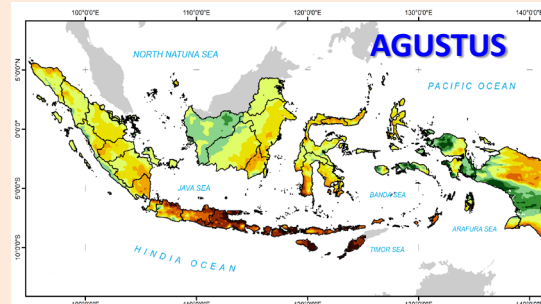 100°0'0"E 110°0'0"E 120°0'0"E 130°0'0"E 140°0'
AGUSTUS
NORTH NATUNA SEA
PACIFIC OCEAN
5°0'0"N
0°0'0"
JAVA SEA
BANDA SEA
5°0'0"S
ARAFURA SEA
TIMOR SEA
10°0'0"S
HINDIA OCEAN